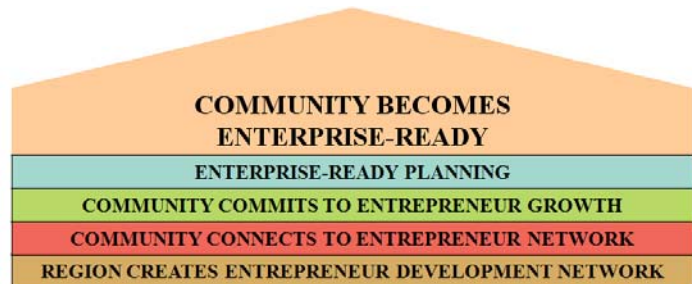 COMMUNITY BECOMES
ENTERPRISE-READY
ENTERPRISE-READY PLANNING
COMMUNITY COMMITS TO ENTREPRENEUR GROWTH
COMMUNITY CONNECTS TO ENTREPRENEUR NETWORK
REGION CREATES ENTREPRENEUR DEVELOPMENT NETWORK